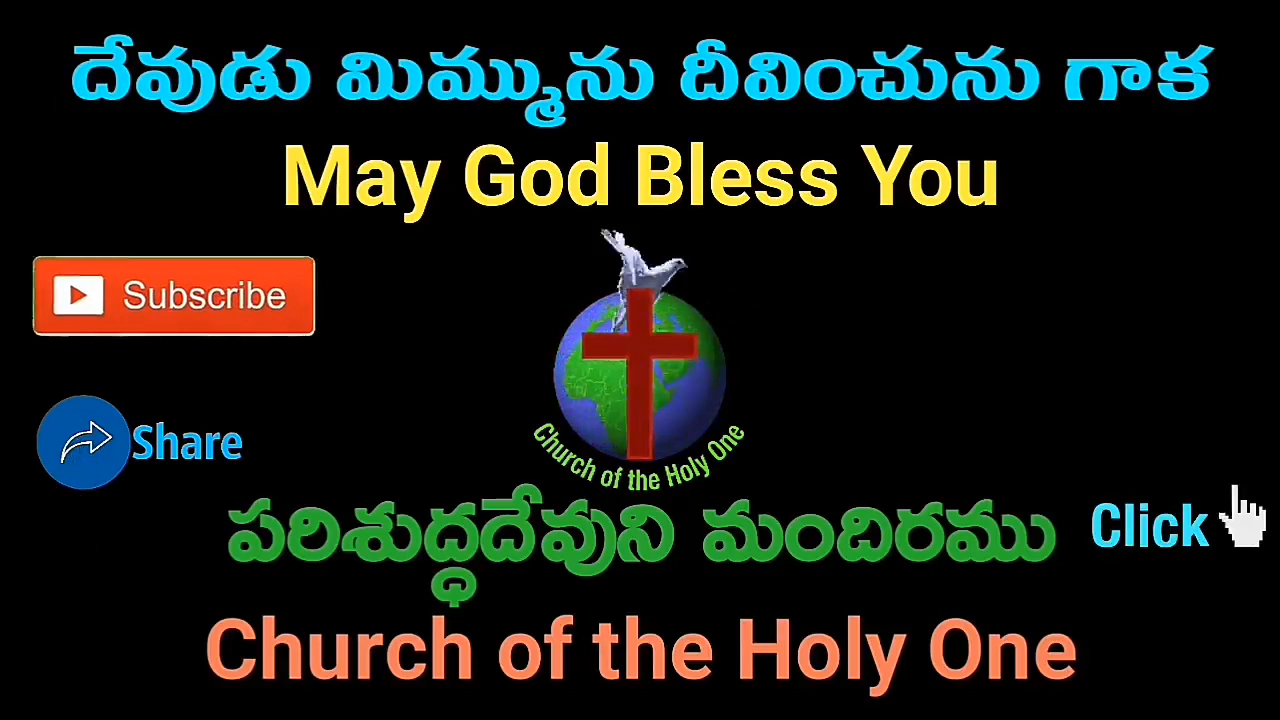 దేవుడు మిమ్మును దీవించును గాక
May God Bless You
Subscribe
Share
Church of the Holy One
పరిశుద్ధదేవుని మందిరము
Click
Church of the Holy One